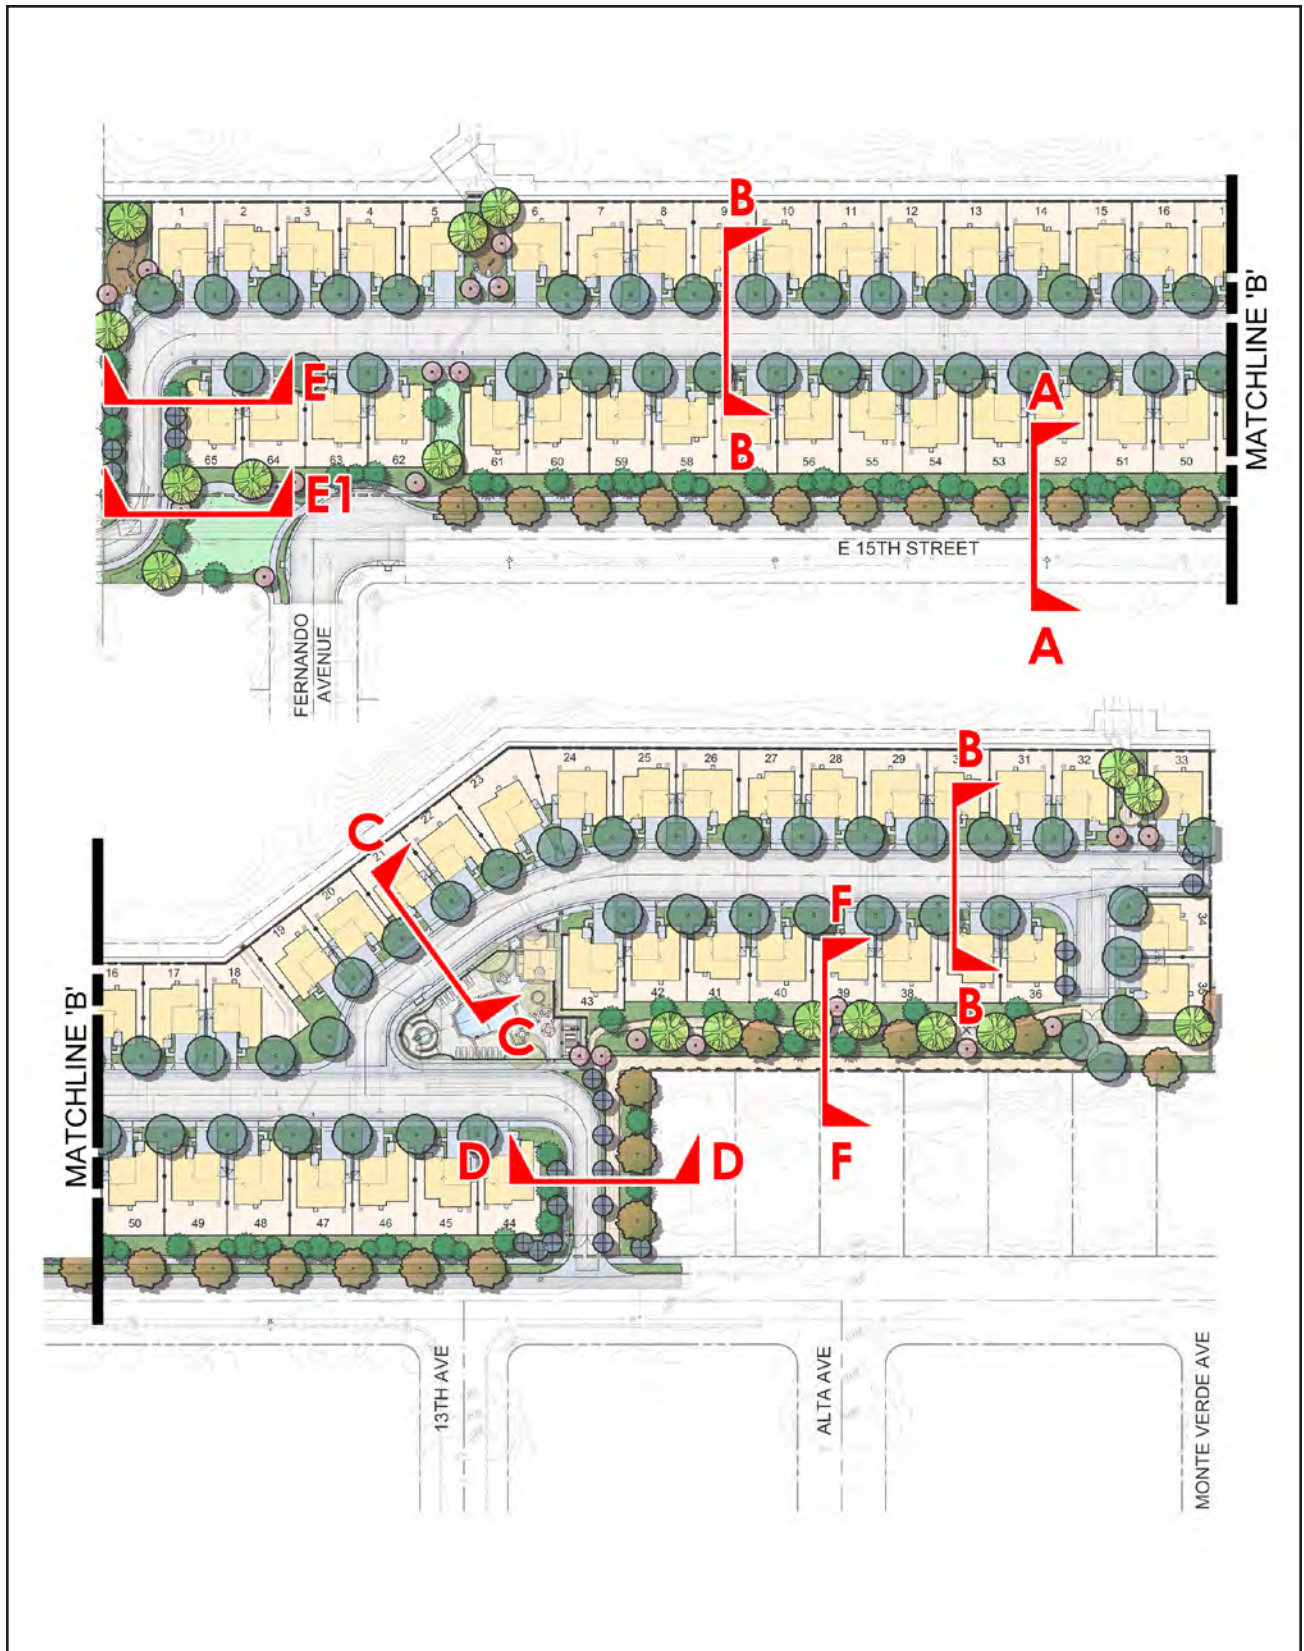 B
1 2 3 4 5 6 7 8 9 10 11 12 13 14 15 16
MATCHLINE 'B'
E
A
65 64 63 62 61 60 59 58 56 55 54 53 52 51 50
B
E1
E 15TH STREET
FERNANDO
AVENUE
A
B
24 25 26 27 28 29 31 32 33
23
22
C
21
20
19
F
34
MATCHLINE 'B'
16 17 18
43 42 41 40 39 38 36
35
B
C
D D F
50 49 48 47 46 45 44
13TH AVE
ALTA AVE
MONTE VERDE AVE